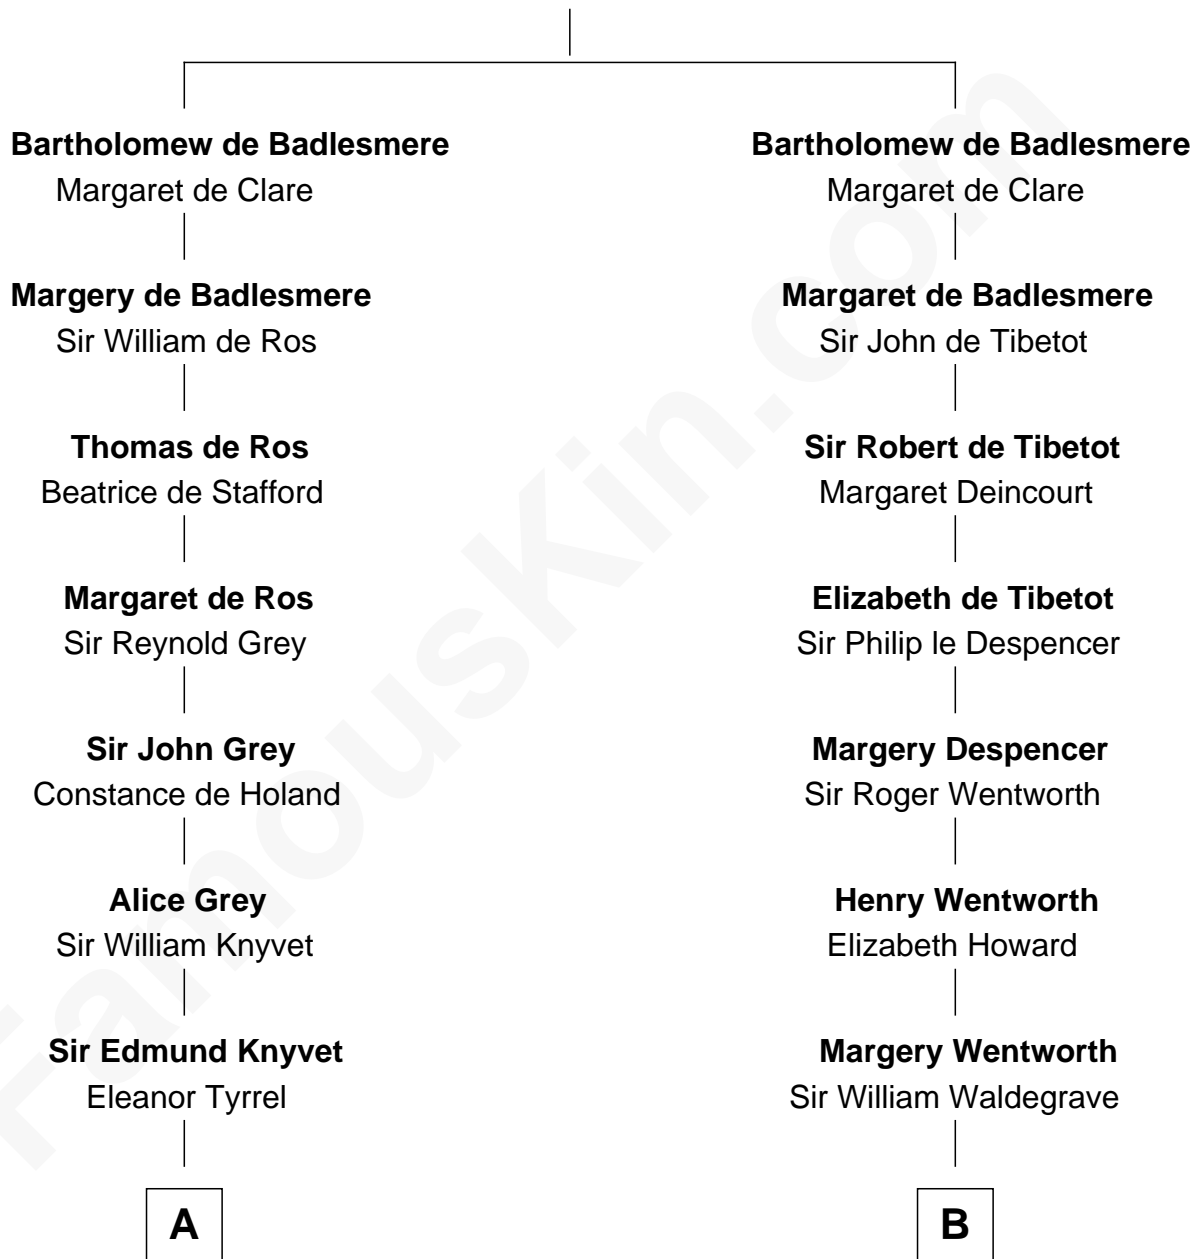 Bartholomew de Badlesmere
Margaret de Clare
Margery de Badlesmere
Sir William de Ros
Thomas de Ros
Beatrice de Stafford
Margaret de Ros
Sir Reynold Grey
Sir John Grey
Constance de Holand
Alice Grey
Sir William Knyvet
Sir Edmund Knyvet
Eleanor Tyrrel
A
Bartholomew de Badlesmere
Margaret de Clare
Margaret de Badlesmere
Sir John de Tibetot
Sir Robert de Tibetot
Margaret Deincourt
Elizabeth de Tibetot
Sir Philip le Despencer
Margery Despencer
Sir Roger Wentworth
Henry Wentworth
Elizabeth Howard
Margery Wentworth
Sir William Waldegrave
B
FamousKin.com